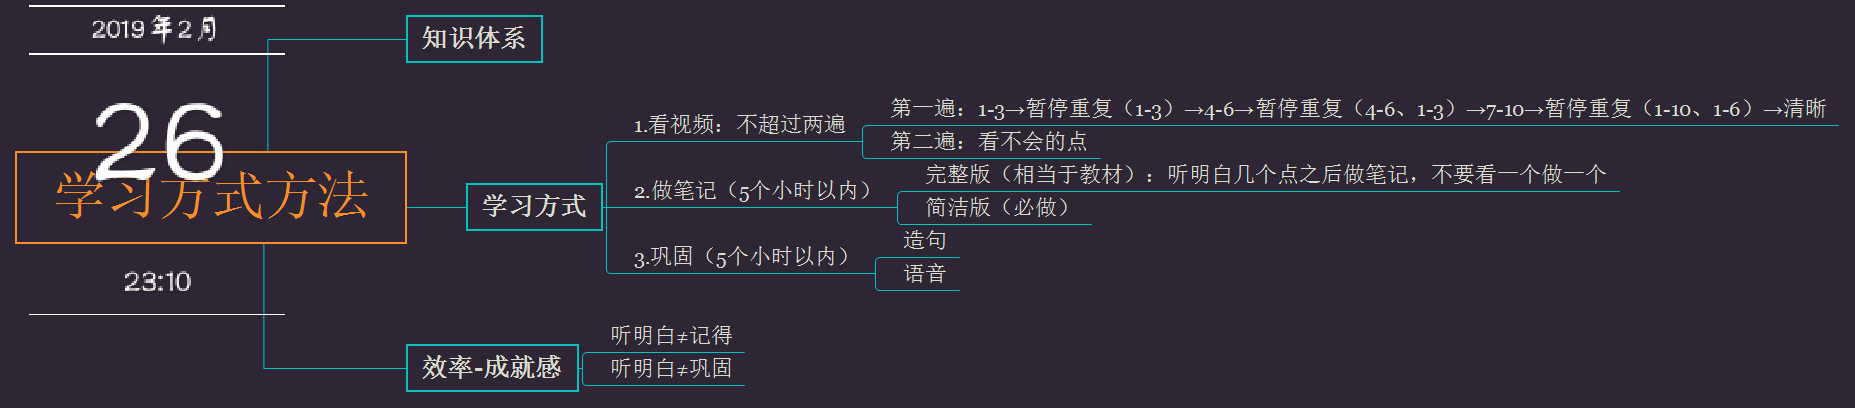 2019年2月
26
学习方式方法
23:10
知识体系
学习方式
1.看视频：不超过两遍
第一遍：1-3→暂停重复（1-3）→4-6→暂停重复（4-6、1-3）→7-10→暂停重复（1-10、1-6）→清晰
第二遍：看不会的点
2.做笔记（5个小时以内）
完整版（相当于教材）：听明白几个点之后做笔记，不要看一个做一个
简洁版（必做）
3.巩固（5个小时以内）
造句
语音
效率-成就感
听明白≠记得
听明白≠巩固